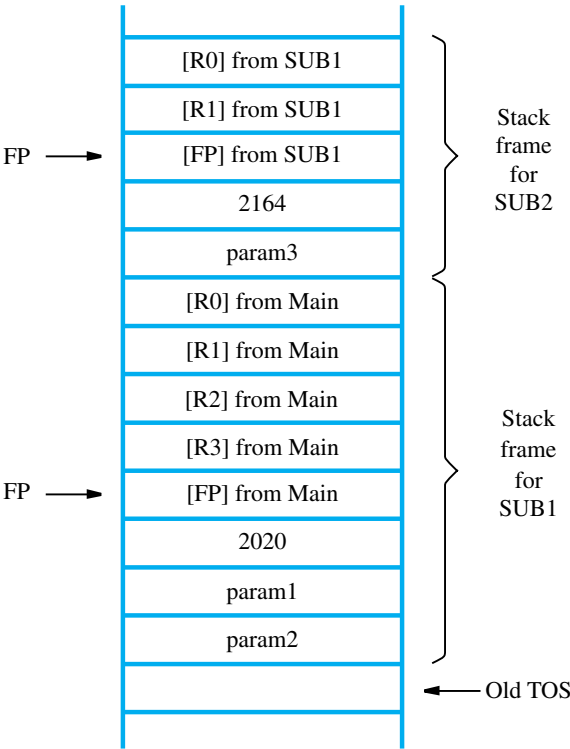 [R0] from SUB1
[R1] from SUB1
FP
[FP] from SUB1
2164
param3
Stack
frame
for
SUB2
[R0] from Main
[R1] from Main
[R2] from Main
[R3] from Main
FP
[FP] from Main
2020
param1
param2
Stack
frame
for
SUB1
Old TOS